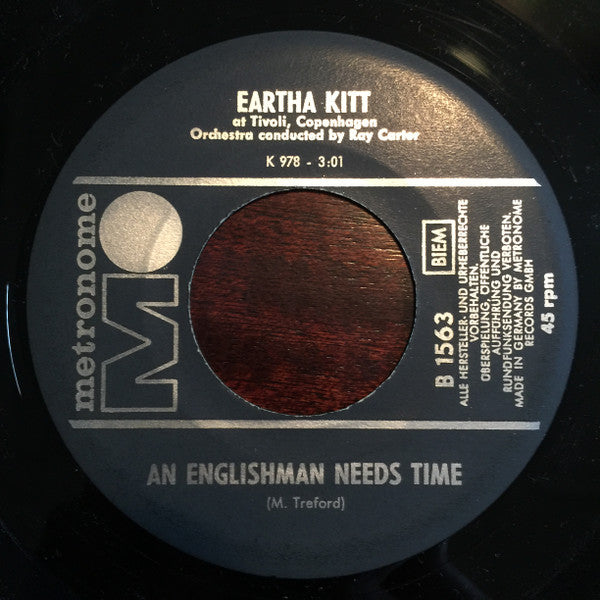 EARTHA KITT
at Tivoli, Copenhagen
Orchestra conducted by Ray Carter
K 978 - 3:01
metronome
MO
BIEM
B 1563
ALLE HERSTELLER- UND URHEBERRECHTE
VORBEHALTEN.
ÜBERSPIELUNG, ÖFFENTLICHE
AUFFÜHRUNG UND
RUNDFUNKSENDUNG VERBOTEN.
MADE IN GERMANY BY METRONOME
RECORDS GMBH
45 rpm
AN ENGLISHMAN NEEDS TIME
(M. Treford)